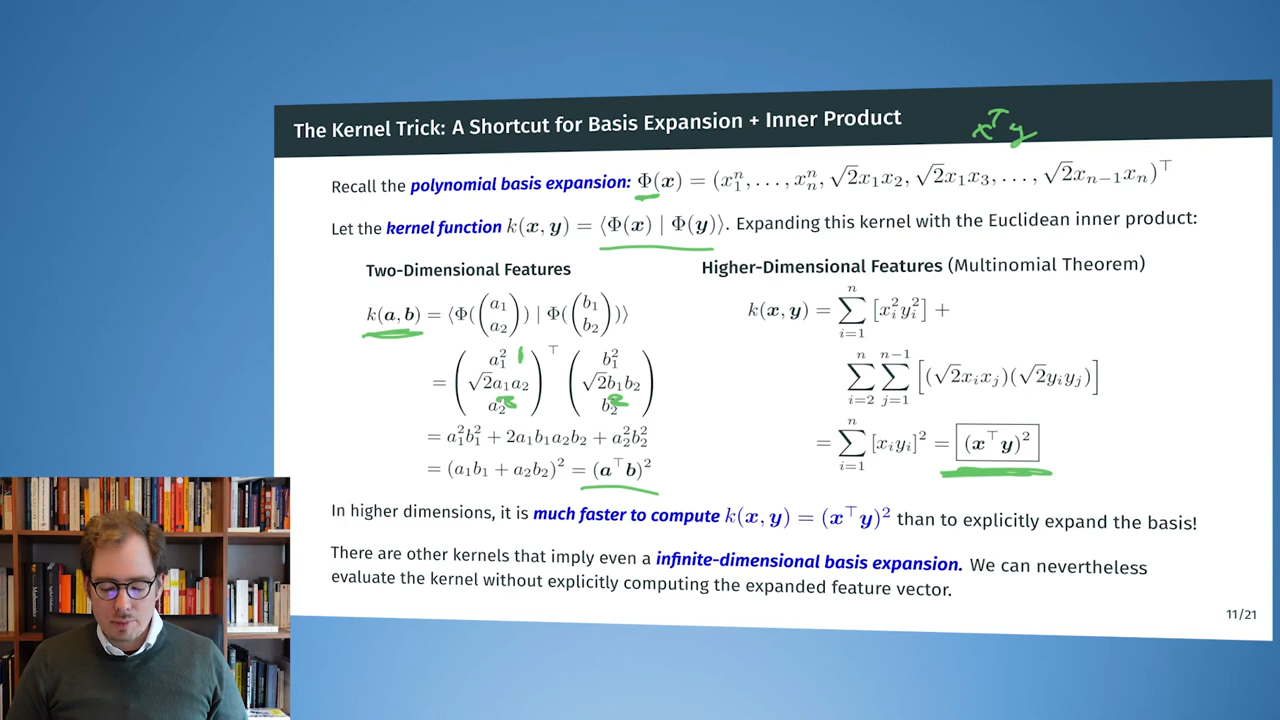 The Kernel Trick: A Shortcut for Basis Expansion + Inner Product
xᵀy
Recall the polynomial basis expansion: Φ(x) = (x₁ⁿ, . . . , xₙⁿ, √2x₁x₂, √2x₁x₃, . . . , √2xₙ₋₁xₙ)ᵀ
Let the kernel function k(x, y) = ⟨Φ(x) | Φ(y)⟩. Expanding this kernel with the Euclidean inner product:
Two-Dimensional Features
k(a, b) = ⟨Φ((a₁ a₂)) | Φ((b₁ b₂))⟩
= (a₁² √2a₁a₂ a₂²)ᵀ (b₁² √2b₁b₂ b₂²)
= a₁²b₁² + 2a₁b₁a₂b₂ + a₂²b₂²
= (a₁b₁ + a₂b₂)² = (aᵀb)²
Higher-Dimensional Features (Multinomial Theorem)
k(x, y) = ∑ᵢ₌₁ⁿ [xᵢ²yᵢ²] +
∑ᵢ₌₂ⁿ ∑ⱼ₌₁ⁿ⁻¹ [(√2xᵢxⱼ)(√2yᵢyⱼ)]
= ∑ᵢ₌₁ⁿ [xᵢyᵢ]² = (xᵀy)²
In higher dimensions, it is much faster to compute k(x, y) = (xᵀy)² than to explicitly expand the basis!
There are other kernels that imply even a infinite-dimensional basis expansion. We can nevertheless
evaluate the kernel without explicitly computing the expanded feature vector.
11/21